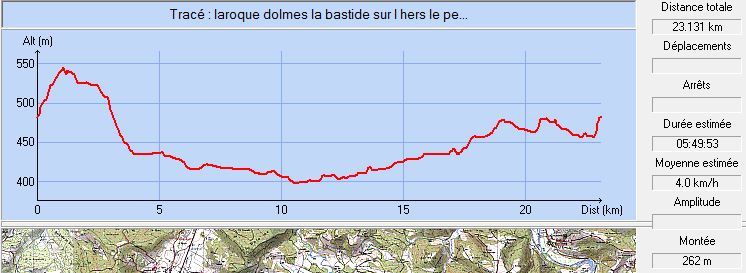 Tracé : laroque dolmes la bastide sur l hers le pe...
Alt (m)
550
500
450
400
0
5
10
15
20
Dist (km)
Distance totale
23.131 km
Déplacements
Arrêts
Durée estimée
05:49:53
Moyenne estimée
4.0 km/h
Amplitude
Montée
262 m